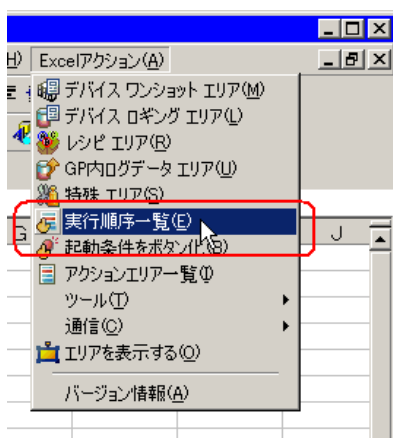 H) Excelアクション(A)
デバイス ワンショット エリア(M)
デバイス ロギング エリア(L)
レシピ エリア(R)
GP内ログデータ エリア(U)
特殊 エリア(S)
実行順序一覧(E)
G
J
起動条件をボタン化(B)
アクションエリア一覧(I)
ツール(T)
通信(C)
エリアを表示する(O)
バージョン情報(A)